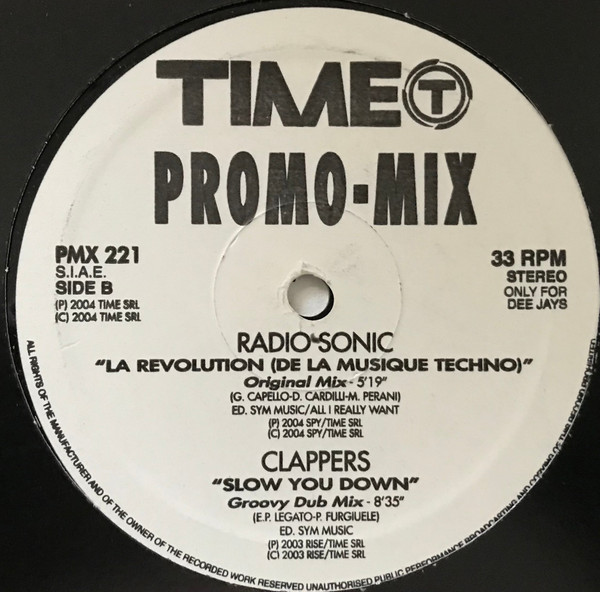 TIME T
PROMO-MIX
PMX 221
S.I.A.E.
SIDE B
(P) 2004 TIME SRL
(C) 2004 TIME SRL
33 RPM
STEREO
ONLY FOR
DEE JAYS
RADIO SONIC
"LA REVOLUTION (DE LA MUSIQUE TECHNO)"
Original Mix - 5'19"
(G. CAPELLO-D. CARDILLI-M. PERANI)
ED. SYM MUSIC/ALL I REALLY WANT
(P) 2004 SPY/TIME SRL
(C) 2004 SPY/TIME SRL
CLAPPERS
"SLOW YOU DOWN"
Groovy Dub Mix - 8'35"
(E.P. LEGATO-P. FURGIUELE)
ED. SYM MUSIC
(P) 2003 RISE/TIME SRL
(C) 2003 RISE/TIME SRL
ALL RIGHTS OF THE MANUFACTURER AND OF THE OWNER OF THE RECORDED WORK RESERVED UNAUTHORISED PUBLIC PERFORMANCE BROADCASTING AND COPYING OF THIS RECORD PROHIBITED